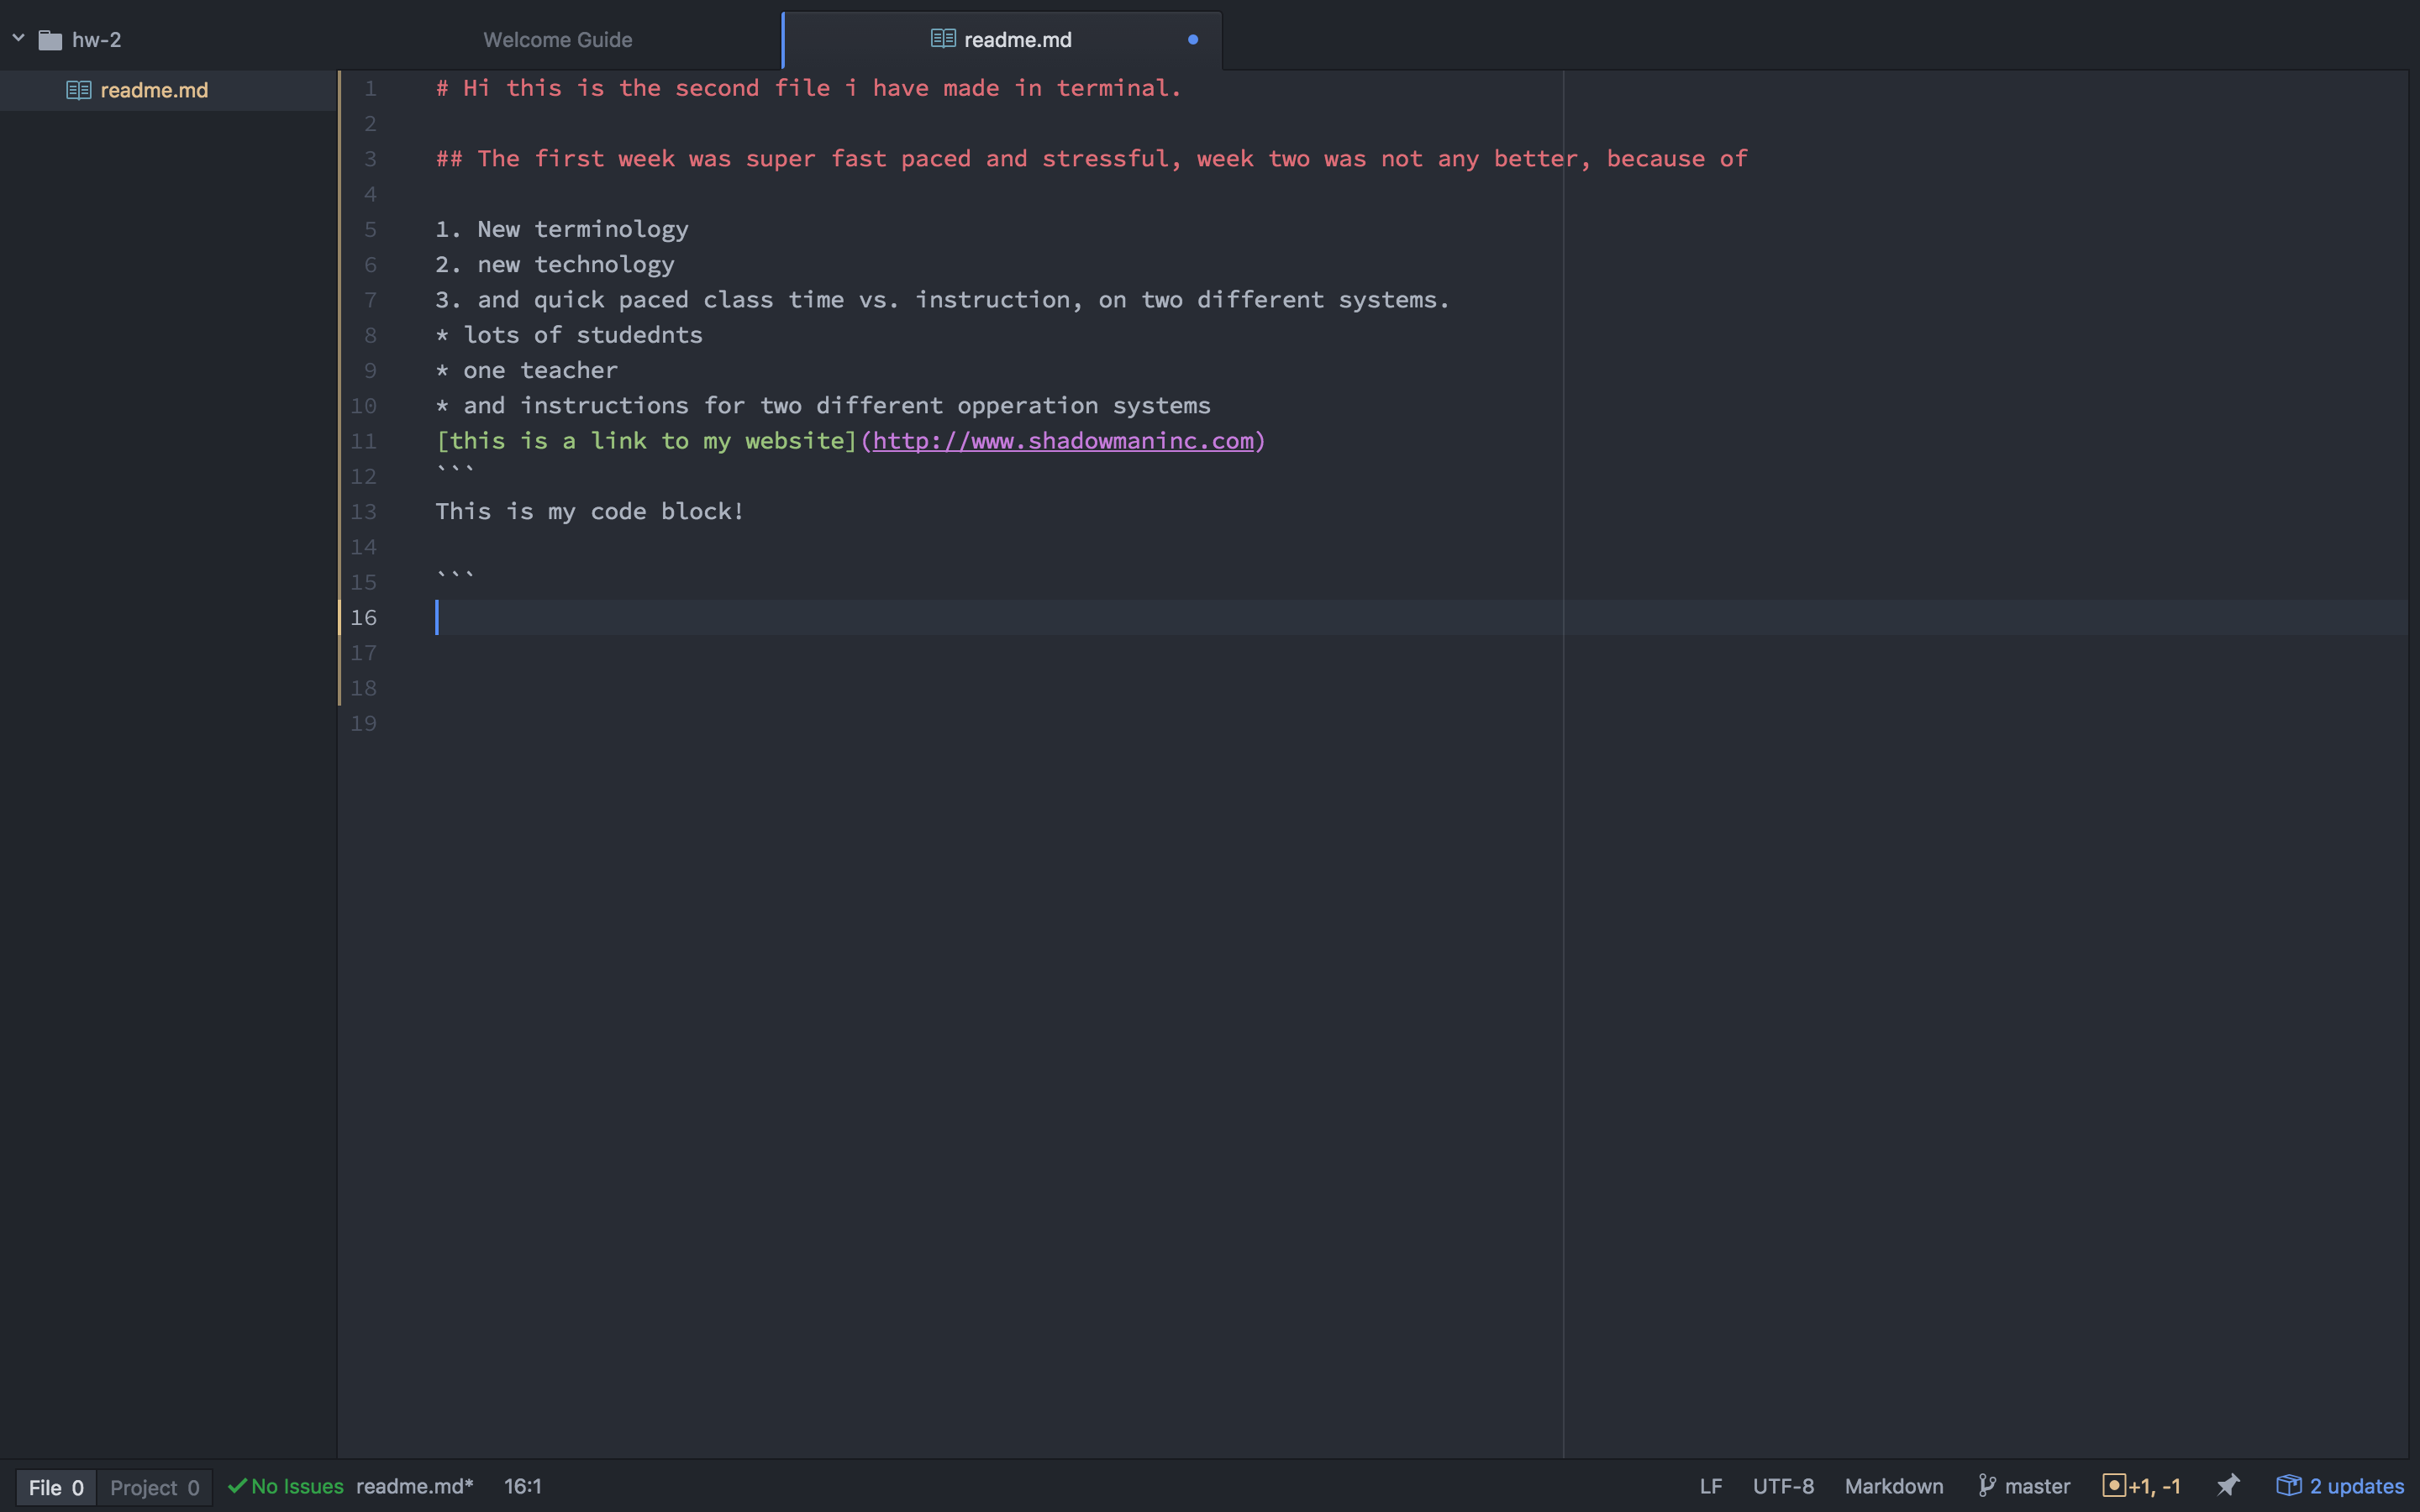 hw-2
readme.md
Welcome Guide
readme.md
1 # Hi this is the second file i have made in terminal.
2
3 ## The first week was super fast paced and stressful, week two was not any better, because of
4
5 1. New terminology
6 2. new technology
7 3. and quick paced class time vs. instruction, on two different systems.
8 * lots of studednts
9 * one teacher
10 * and instructions for two different opperation systems
11 [this is a link to my website](http://www.shadowmaninc.com)
12 ```
13 This is my code block!
14
15 ```
16
17
18
19
File 0 Project 0 No Issues readme.md* 16:1 LF UTF-8 Markdown master +1, -1 2 updates